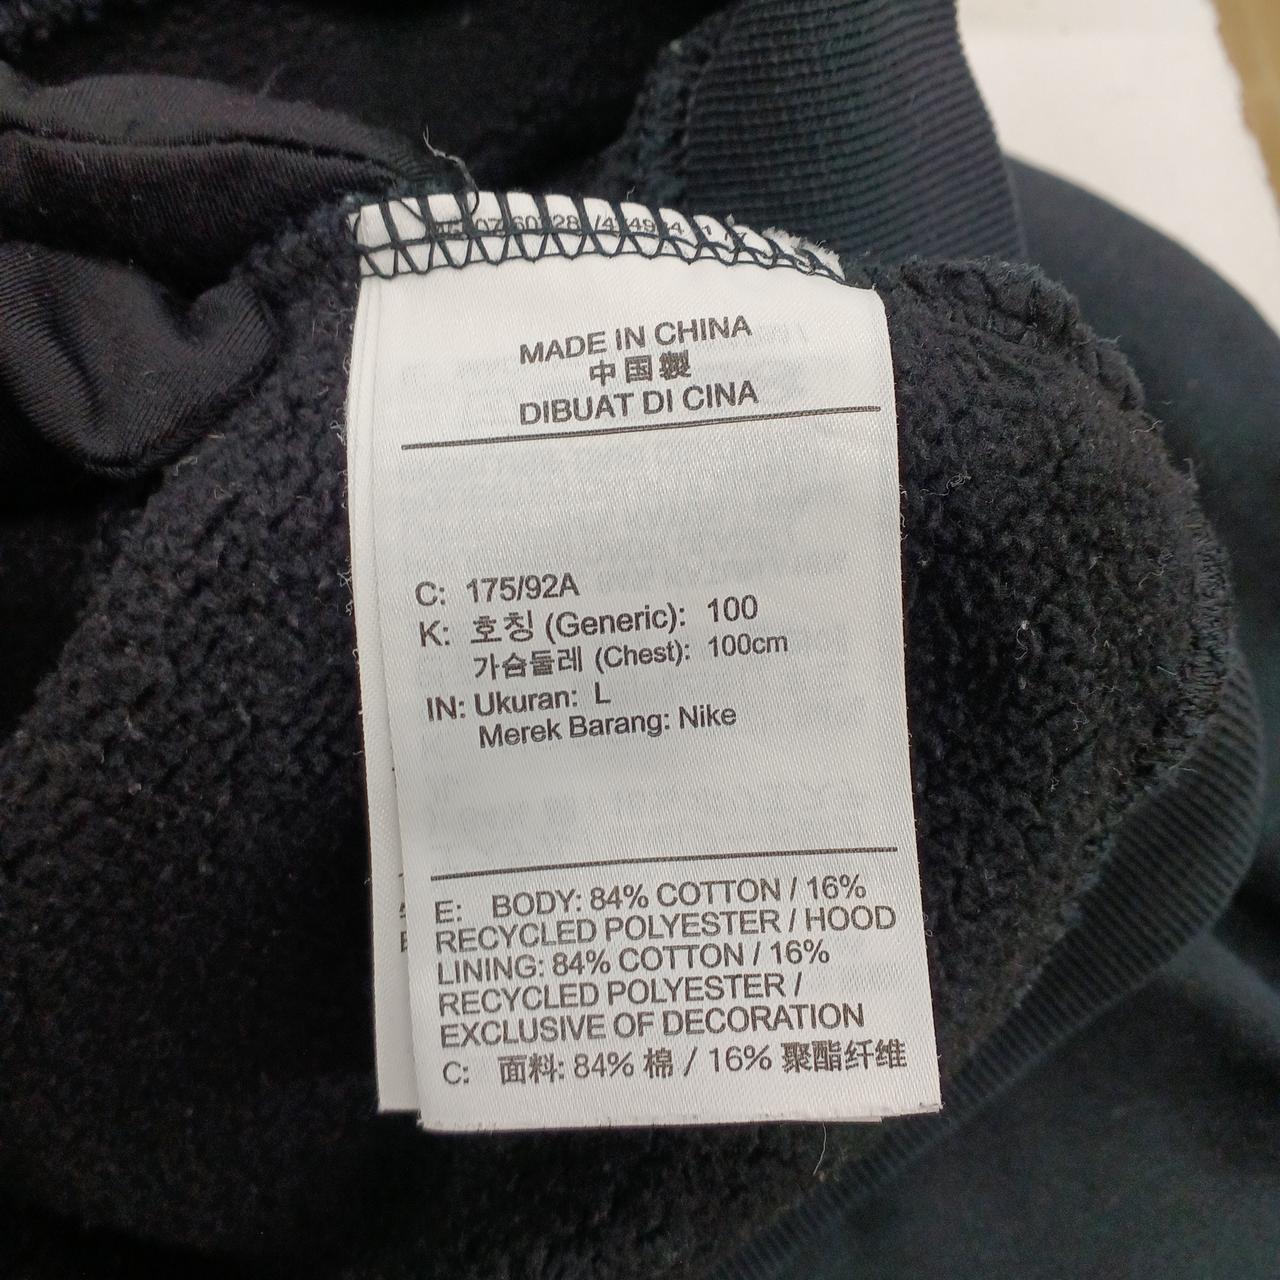 MADE IN CHINA
中国製
DIBUAT DI CINA
C: 175/92A
K: 호칭 (Generic): 100
가슴둘레 (Chest): 100cm
IN: Ukuran: L
Merek Barang: Nike
E: BODY: 84% COTTON / 16%
RECYCLED POLYESTER / HOOD
LINING: 84% COTTON / 16%
RECYCLED POLYESTER /
EXCLUSIVE OF DECORATION
C: 面料: 84% 棉 / 16% 聚酯纤维